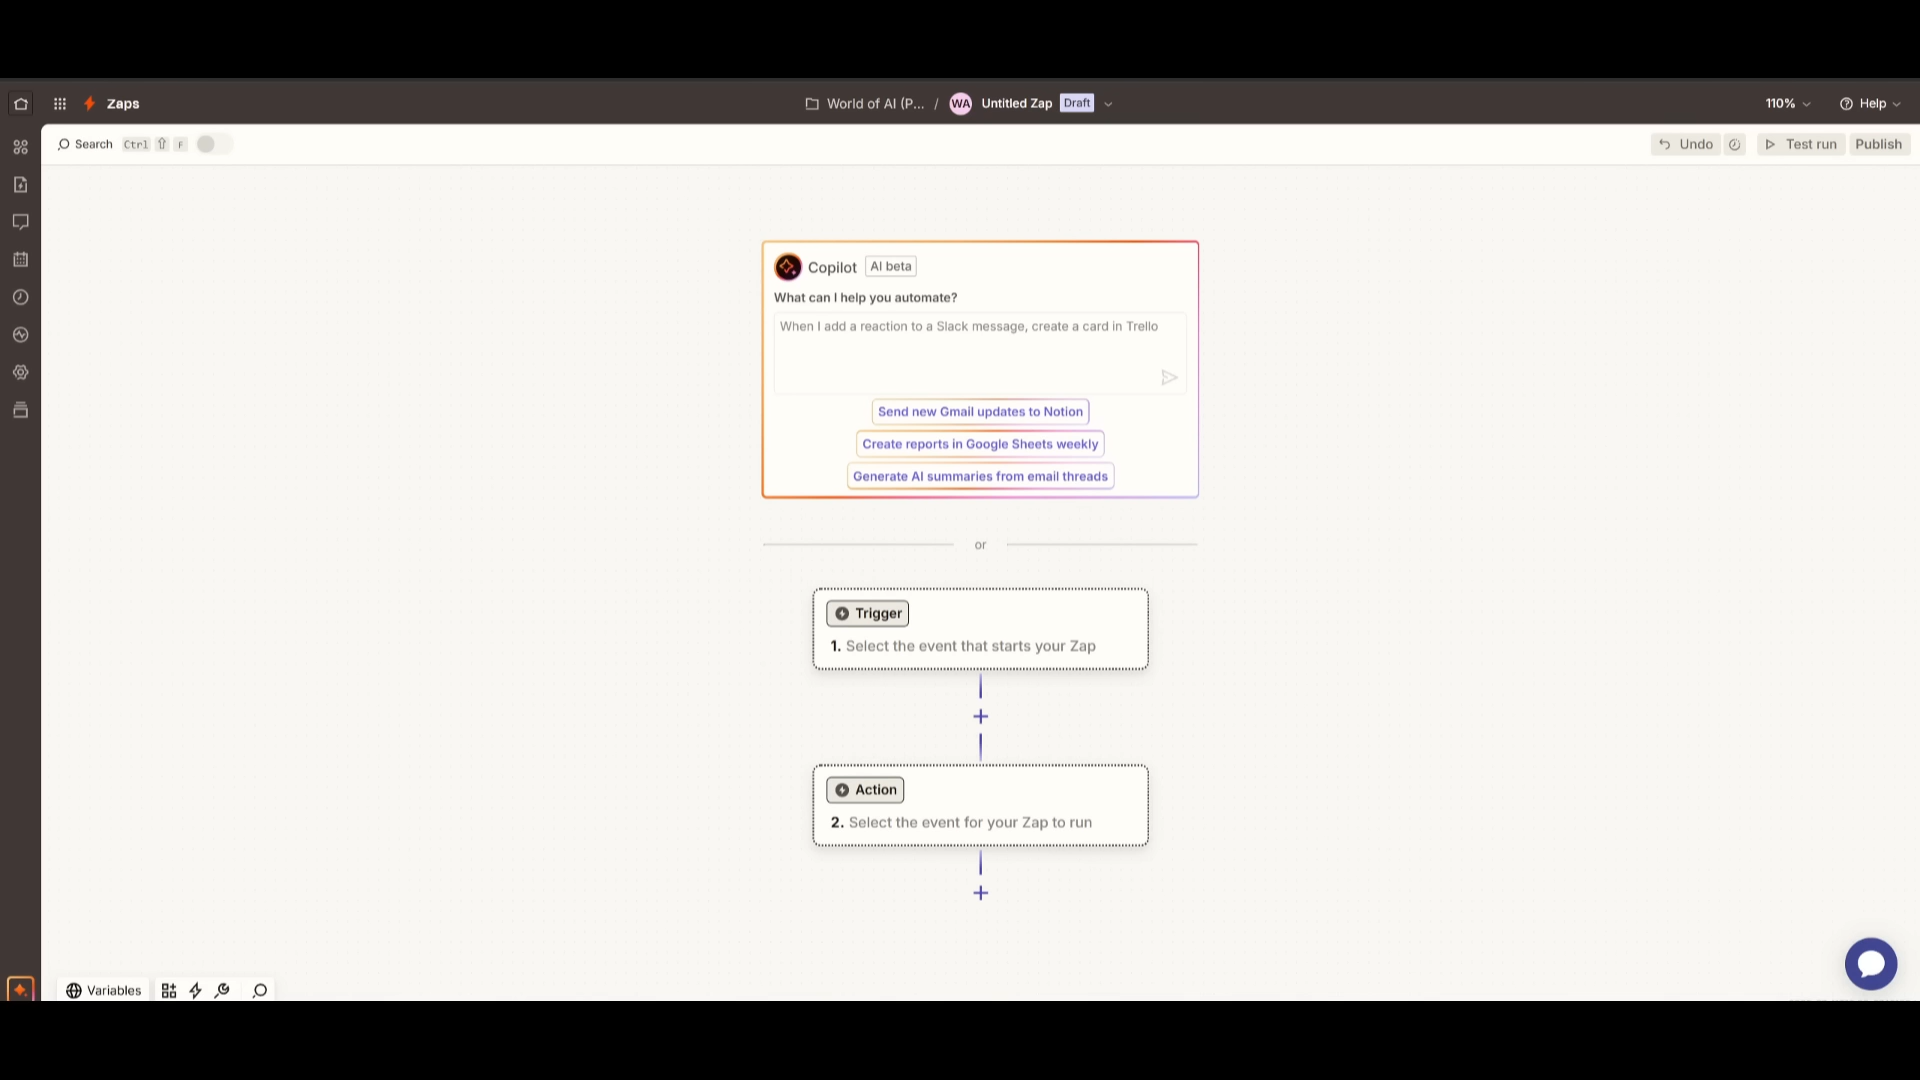 Zaps
World of AI (P... / WA Untitled Zap Draft
110%
Help
Search Ctrl ⇧ F
Undo
Test run
Publish
Copilot AI beta
What can I help you automate?
When I add a reaction to a Slack message, create a card in Trello
Send new Gmail updates to Notion
Create reports in Google Sheets weekly
Generate AI summaries from email threads
or
Trigger
1. Select the event that starts your Zap
Action
2. Select the event for your Zap to run
Variables